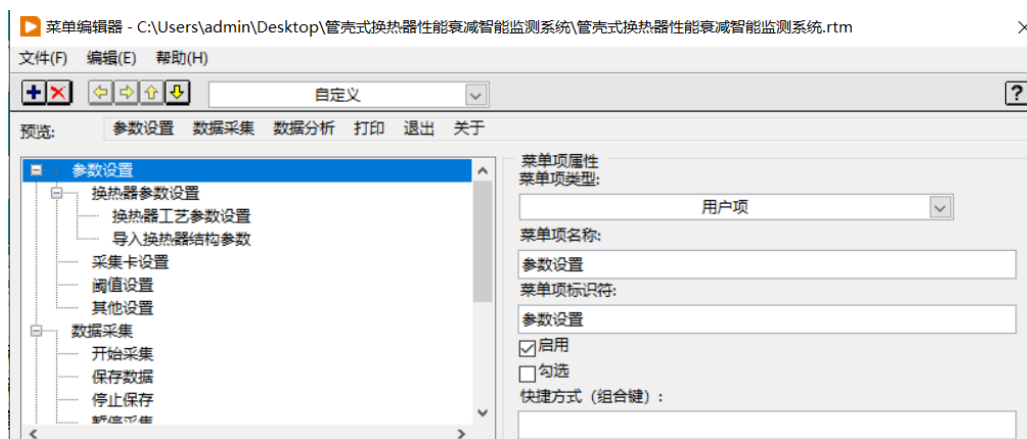 菜单编辑器 - C:\Users\admin\Desktop\管壳式换热器性能衰减智能监测系统\管壳式换热器性能衰减智能监测系统.rtm
文件(F) 编辑(E) 帮助(H)
自定义
?
预览: 参数设置 数据采集 数据分析 打印 退出 关于
参数设置
换热器参数设置
换热器工艺参数设置
导入换热器结构参数
采集卡设置
阈值设置
其他设置
数据采集
开始采集
保存数据
停止保存
暂停采集
菜单项属性
菜单项类型:
用户项
菜单项名称:
参数设置
菜单项标识符:
参数设置
启用
勾选
快捷方式（组合键）: